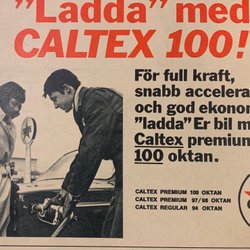 "Ladda" med
CALTEX 100!
För full kraft,
snabb accelera
och god ekono
"ladda" Er bil m
Caltex premium
100 oktan.
CALTEX PREMIUM 100 OKTAN
CALTEX PREMIUM 97/98 OKTAN
CALTEX REGULAR 94 OKTAN